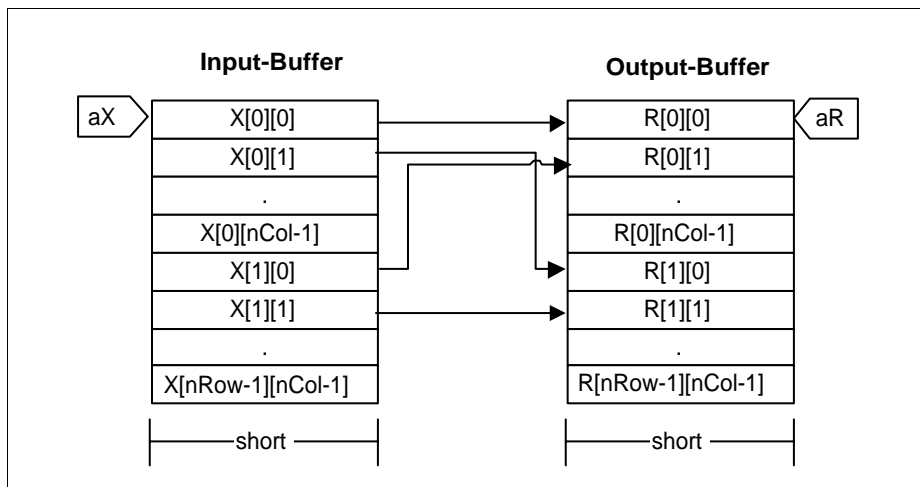 Input-Buffer
Output-Buffer
aX
X[0][0]
R[0][0]
aR
X[0][1]
R[0][1]
.
.
X[0][nCol-1]
R[0][nCol-1]
X[1][0]
R[1][0]
X[1][1]
R[1][1]
.
.
X[nRow-1][nCol-1]
R[nRow-1][nCol-1]
short
short